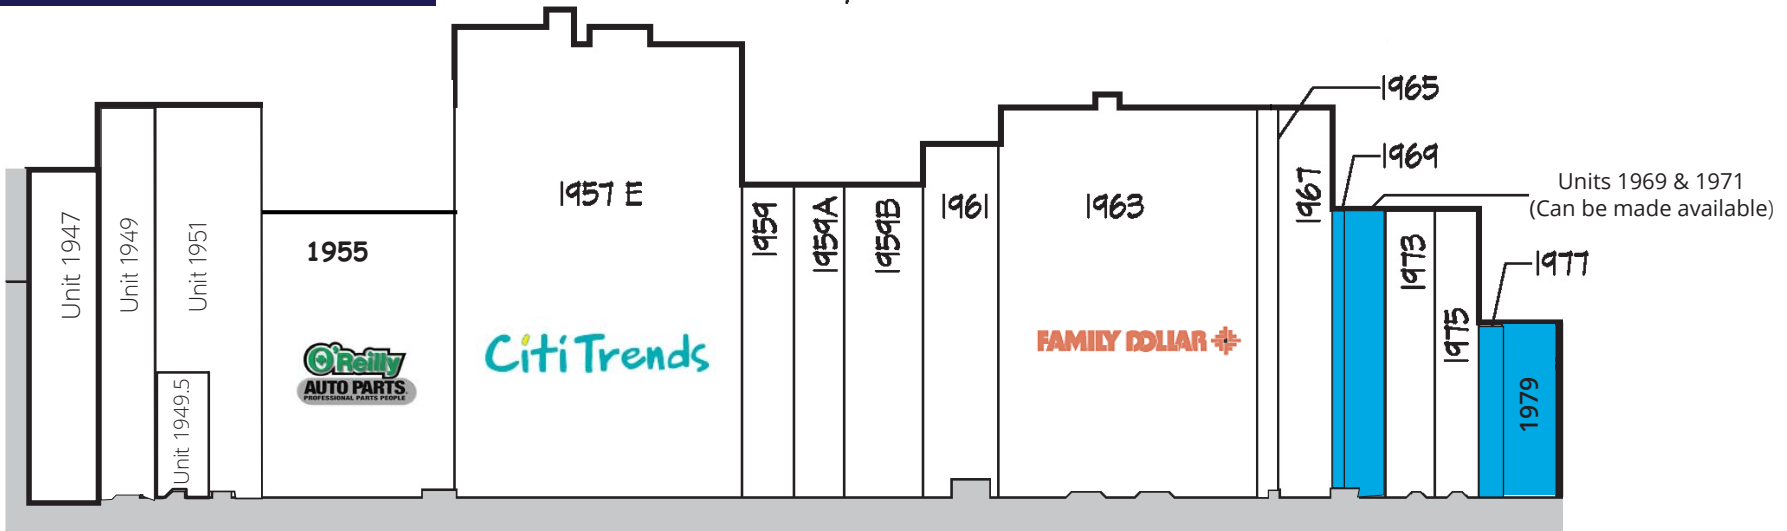 Unit 1947
Unit 1949
Unit 1951
Unit 1949.5
1955
O'Reilly
AUTO PARTS
PROFESSIONAL PARTS PEOPLE
1957 E
Citi Trends
1959
1959A
1959B
1961
1963
FAMILY DOLLAR
1965
1967
1969
Units 1969 & 1971
(Can be made available)
1973
1975
1977
1979